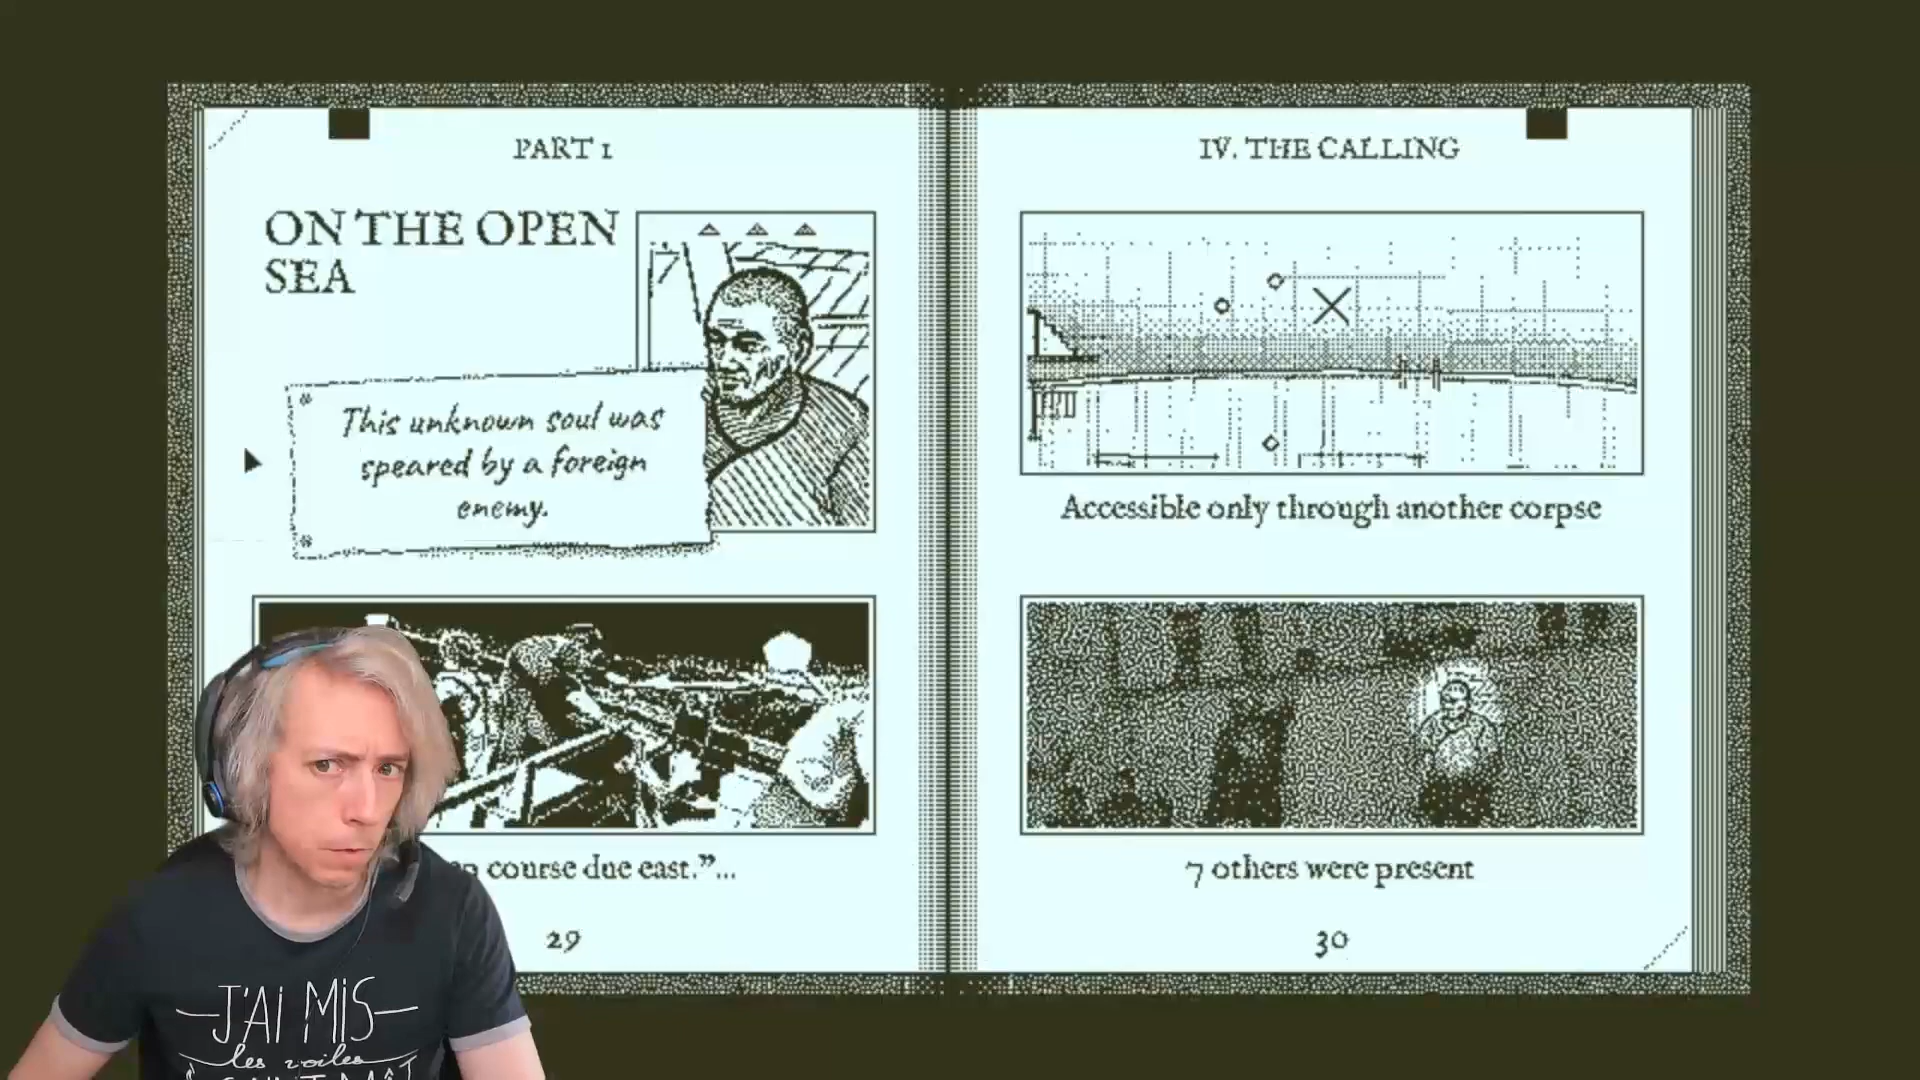 PART 1
ON THE OPEN
SEA
This unknown soul was
speared by a foreign
enemy.
course due east.”...
29
IV. THE CALLING
Accessible only through another corpse
7 others were present
30
J'AI MIS
les voiles